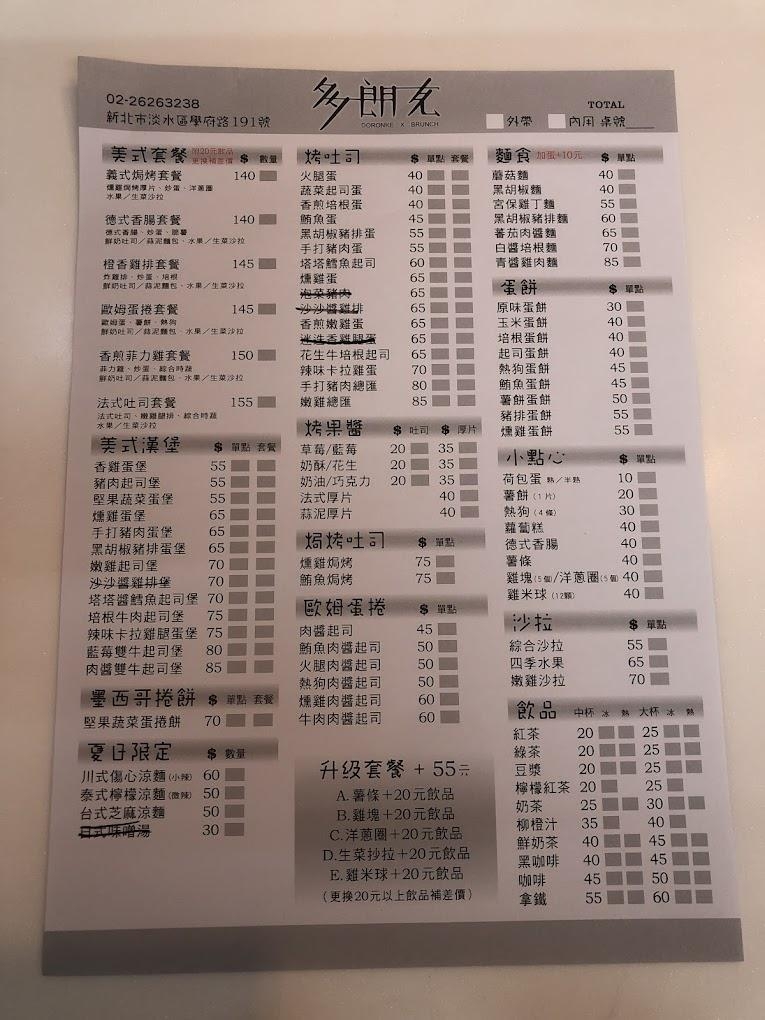 02-26263238
新北市淡水區學府路191號
多朗克
DORONKE X BRUNCH
TOTAL
外帶 內用 桌號
美式套餐 附20元飲品 更換補差價 $ 數量
義式焗烤套餐 140
燻雞焗烤厚片、炒蛋、洋蔥圈
水果／生菜沙拉
德式香腸套餐 140
德式香腸、炒蛋、脆薯
鮮奶吐司／蒜泥麵包、水果／生菜沙拉
橙香雞排套餐 145
炸雞排、炒蛋、培根
鮮奶吐司／蒜泥麵包、水果／生菜沙拉
歐姆蛋捲套餐 145
歐姆蛋、薯餅、熱狗
鮮奶吐司／蒜泥麵包、水果／生菜沙拉
香煎菲力雞套餐 150
菲力雞、炒蛋、綜合時蔬
鮮奶吐司／蒜泥麵包、水果／生菜沙拉
法式吐司套餐 155
法式吐司、嫩雞腿排、綜合時蔬
水果／生菜沙拉
美式漢堡 $ 單點 套餐
香雞蛋堡 55
豬肉起司堡 55
堅果蔬菜蛋堡 55
燻雞蛋堡 65
手打豬肉蛋堡 65
黑胡椒豬排蛋堡 65
嫩雞起司堡 70
沙沙醬雞排堡 70
塔塔醬鱈魚起司堡 70
培根牛肉起司堡 75
辣味卡拉雞腿蛋堡 75
藍莓雙牛起司堡 80
肉醬雙牛起司堡 85
墨西哥捲餅 $ 單點 套餐
堅果蔬菜蛋捲餅 70
夏日限定 $ 數量
川式傷心涼麵(小辣) 60
泰式檸檬涼麵(微辣) 50
台式芝麻涼麵 50
日式味噌湯 30
烤吐司 $ 單點 套餐
火腿蛋 40
蔬菜起司蛋 40
香煎培根蛋 40
鮪魚蛋 45
黑胡椒豬排蛋 55
手打豬肉蛋 55
塔塔鱈魚起司 60
燻雞蛋 65
泡菜豬肉 65
沙沙醬雞排 65
香煎嫩雞蛋 65
迷迭香雞腿蛋 65
花生牛培根起司 65
辣味卡拉雞蛋 70
手打豬肉總匯 80
嫩雞總匯 85
烤果醬 $ 吐司 $ 厚片
草莓/藍莓 20 35
奶酥/花生 20 35
奶油/巧克力 20 35
法式厚片 40
蒜泥厚片 40
焗烤吐司 $ 單點
燻雞焗烤 75
鮪魚焗烤 75
歐姆蛋捲 $ 單點
肉醬起司 45
鮪魚肉醬起司 50
火腿肉醬起司 50
熱狗肉醬起司 50
燻雞肉醬起司 60
牛肉肉醬起司 60
升级套餐 + 55元
A.薯條+20元飲品
B.雞塊+20元飲品
C.洋蔥圈+20元飲品
D.生菜抄拉+20元飲品
E.雞米球+20元飲品
(更換20元以上飲品補差價)
麵食 加蛋+10元 $ 單點
蘑菇麵 40
黑胡椒麵 40
宮保雞丁麵 55
黑胡椒豬排麵 60
蕃茄肉醬麵 65
白醬培根麵 70
青醬雞肉麵 85
蛋餅 $ 單點
原味蛋餅 30
玉米蛋餅 40
培根蛋餅 40
起司蛋餅 40
熱狗蛋餅 45
鮪魚蛋餅 45
薯餅蛋餅 50
豬排蛋餅 55
燻雞蛋餅 55
小點心 $ 單點
荷包蛋 熟／半熟 10
薯餅(1片) 20
熱狗(4條) 30
蘿蔔糕 40
德式香腸 40
薯條 40
雞塊(5個)/洋蔥圈(5個) 40
雞米球(12顆) 40
沙拉 $ 單點
綜合沙拉 55
四季水果 65
嫩雞沙拉 70
飲品 中杯 冰 熱 大杯 冰 熱
紅茶 20 25
綠茶 20 25
豆漿 20 25
檸檬紅茶 20 25
奶茶 25 30
柳橙汁 35 40
鮮奶茶 40 45
黑咖啡 40 45
咖啡 45 50
拿鐵 55 60